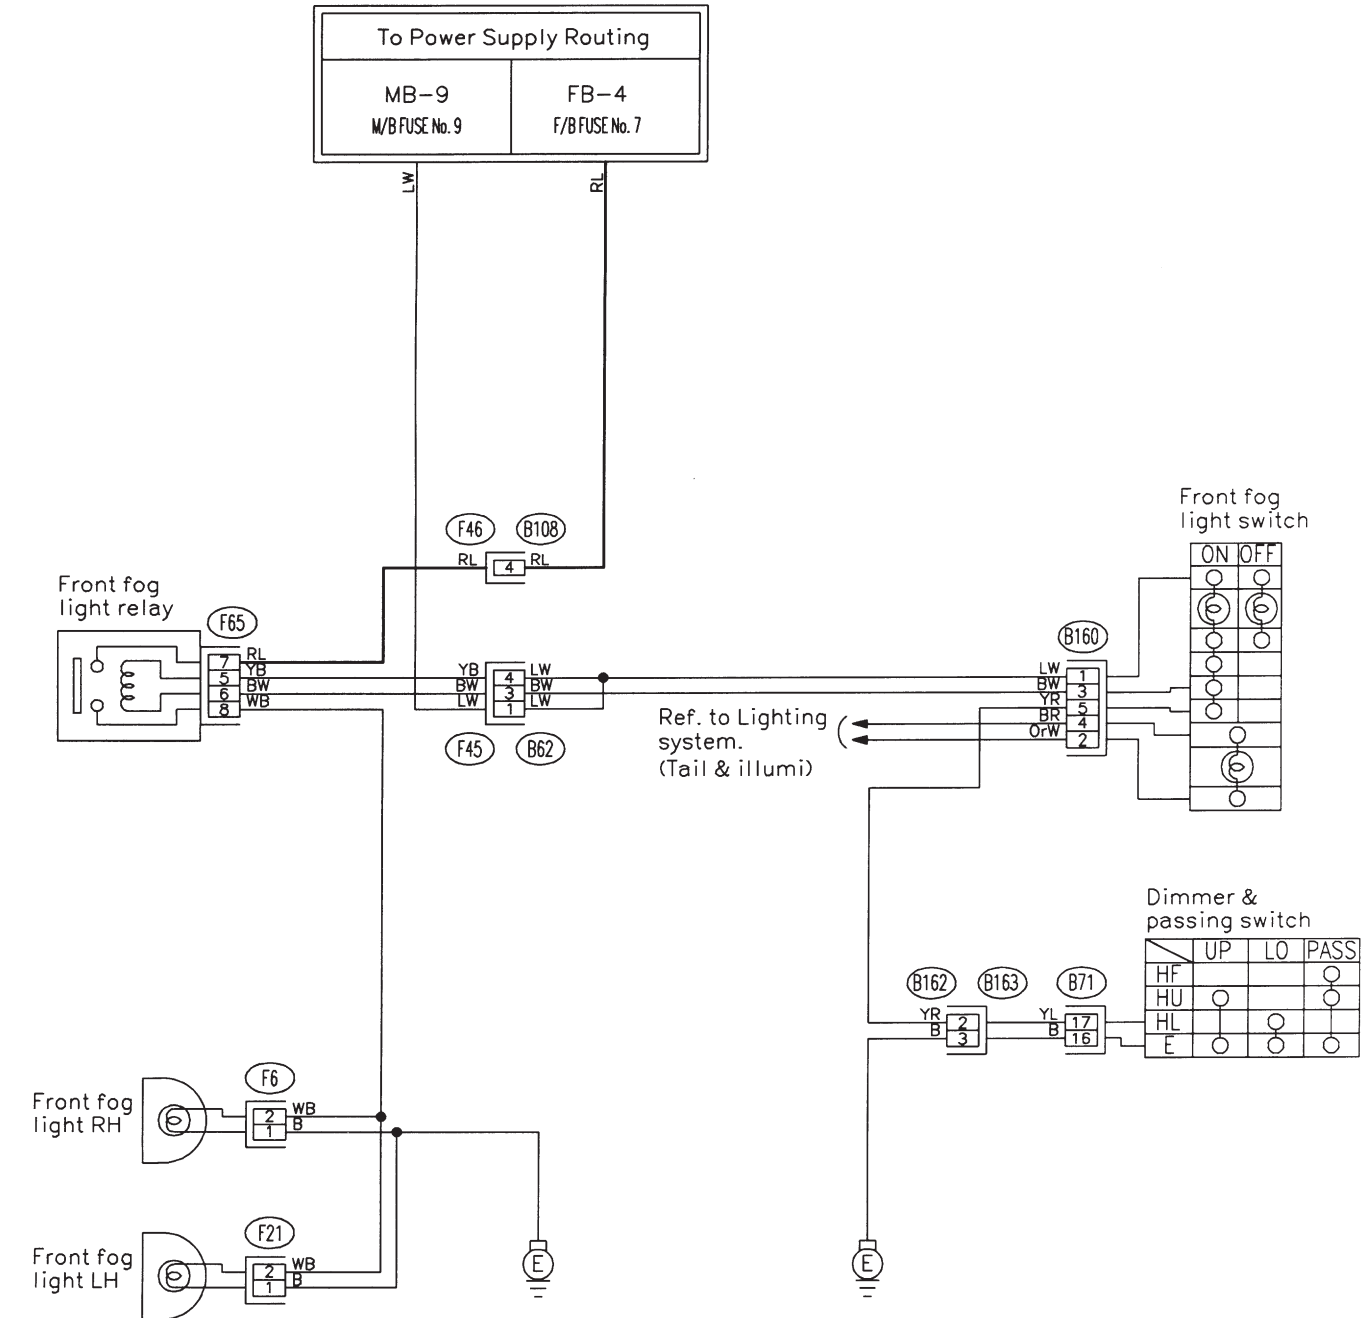 To Power Supply Routing
MB-9
FB-4
M/B FUSE No. 9
F/B FUSE No. 7
LW
RL
Front fog
light switch
ON OFF
F46
B108
RL 4 RL
Front fog
light relay
F65
B160
7 RL
5 YB
6 BW
8 WB
YB 4 LW
BW 3 BW
LW 1 LW
LW 1
BW 3
YR 5
BR 4
OrW 2
F45
B62
Ref. to Lighting
system.
(Tail & illumi)
Dimmer &
passing switch
UP LO PASS
HF
HU
HL
E
B162
B163
B71
YR 2 YL 17
B 3 B 16
F6
Front fog
light RH
2 WB
1 B
F21
Front fog
light LH
2 WB
1 B
E
E